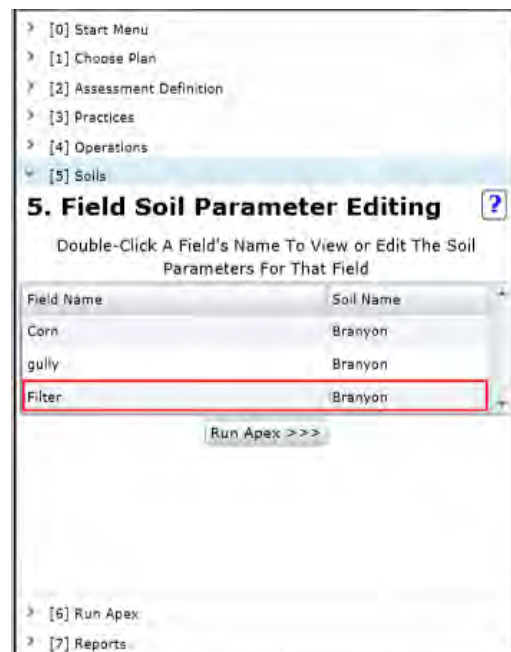 [0] Start Menu
[1] Choose Plan
[2] Assessment Definition
[3] Practices
[4] Operations
[5] Soils
5. Field Soil Parameter Editing ?
Double-Click A Field's Name To View or Edit The Soil
Parameters For That Field
Field Name Soil Name
Corn Branyon
gully Branyon
Filter Branyon
Run Apex >>>
[6] Run Apex
[7] Reports